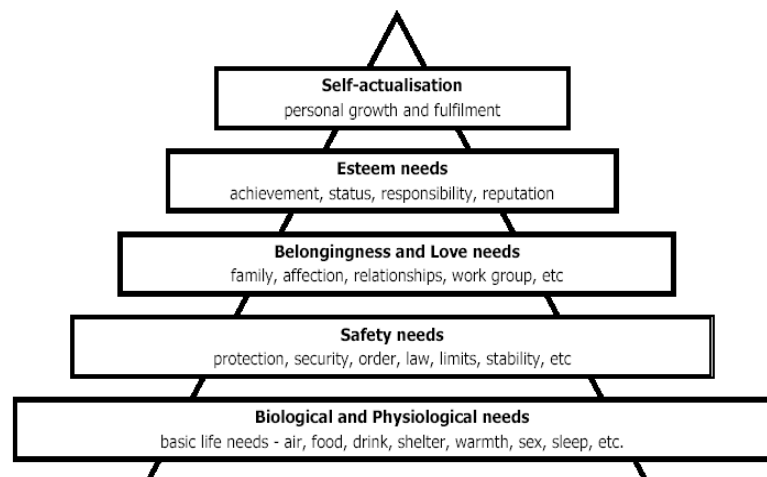 Self-actualisation
personal growth and fulfilment
Esteem needs
achievement, status, responsibility, reputation
Belongingness and Love needs
family, affection, relationships, work group, etc
Safety needs
protection, security, order, law, limits, stability, etc
Biological and Physiological needs
basic life needs - air, food, drink, shelter, warmth, sex, sleep, etc.